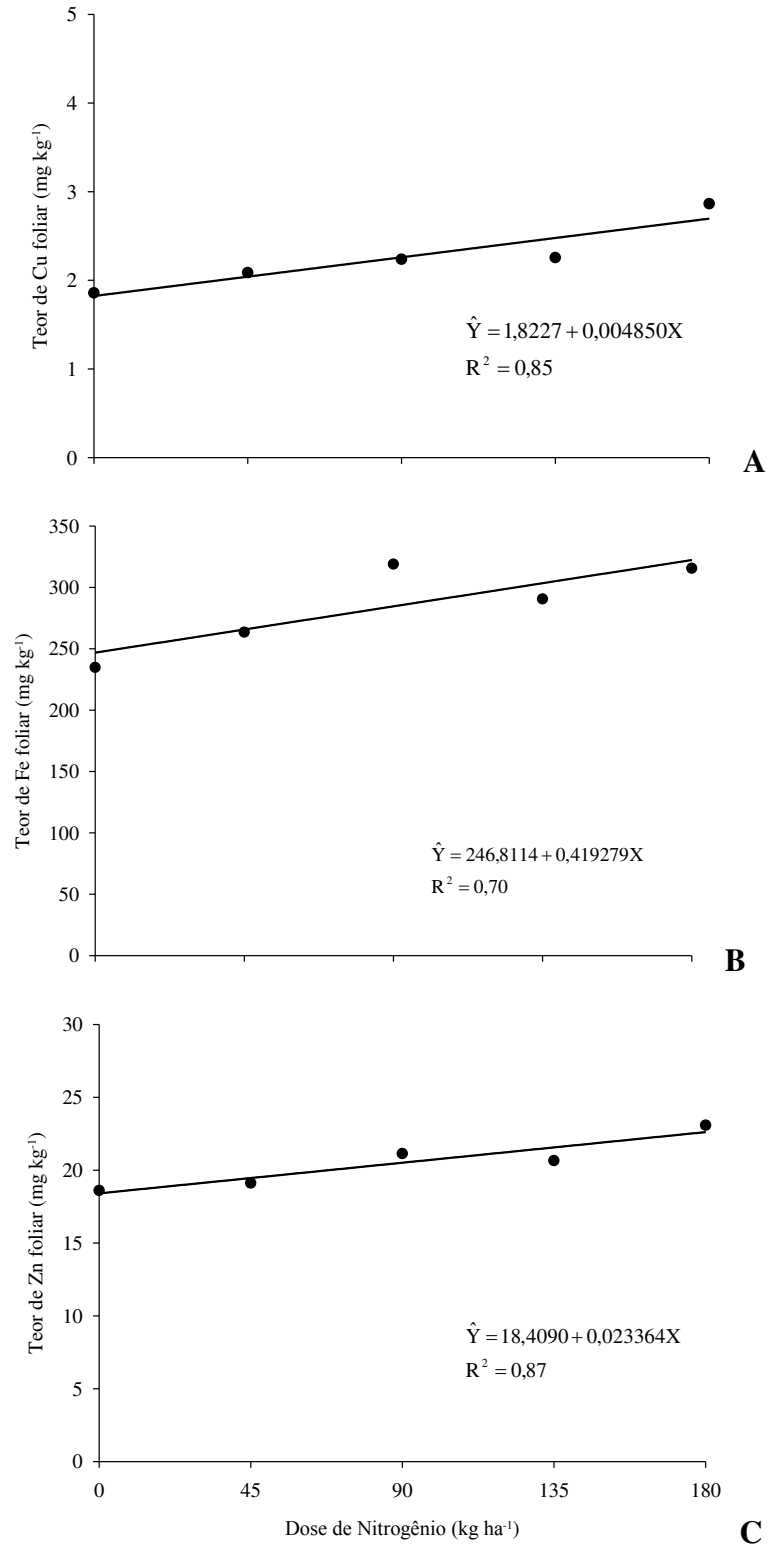 5
4
3
2
1
0
Teor de Cu foliar (mg kg⁻¹)
Ŷ = 1,8227 + 0,004850X
R² = 0,85
A
350
300
250
200
150
100
50
0
Teor de Fe foliar (mg kg⁻¹)
Ŷ = 246,8114 + 0,419279X
R² = 0,70
B
30
25
20
15
10
5
0
Teor de Zn foliar (mg kg⁻¹)
Ŷ = 18,4090 + 0,023364X
R² = 0,87
0 45 90 135 180
Dose de Nitrogênio (kg ha⁻¹)
C